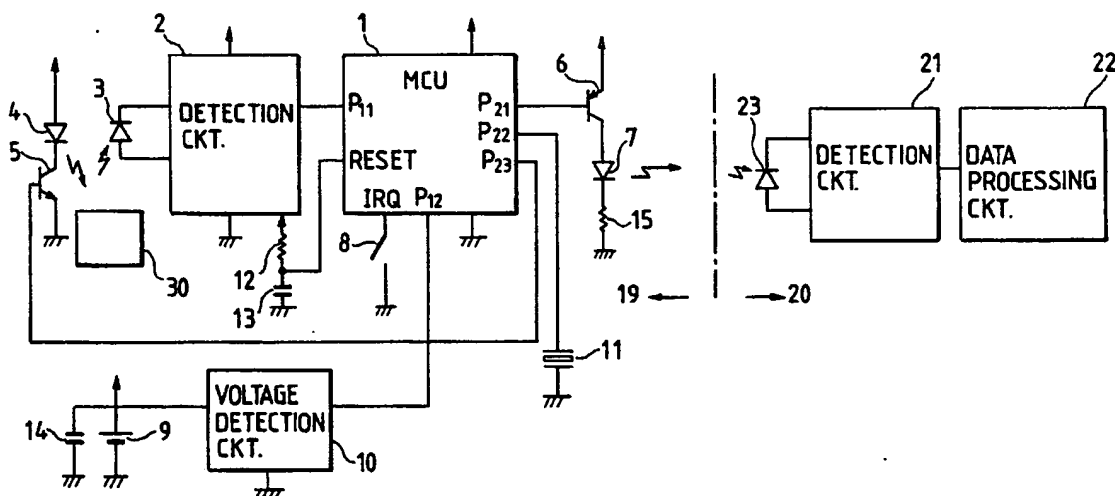 2
1
6
21
22
4
3
5
DETECTION
CKT.
MCU
P11
RESET
IRQ P12
P21
P22
P23
7
23
DETECTION
CKT.
DATA
PROCESSING
CKT.
15
30
12
13
8
19
20
11
14
9
VOLTAGE
DETECTION
CKT.
10